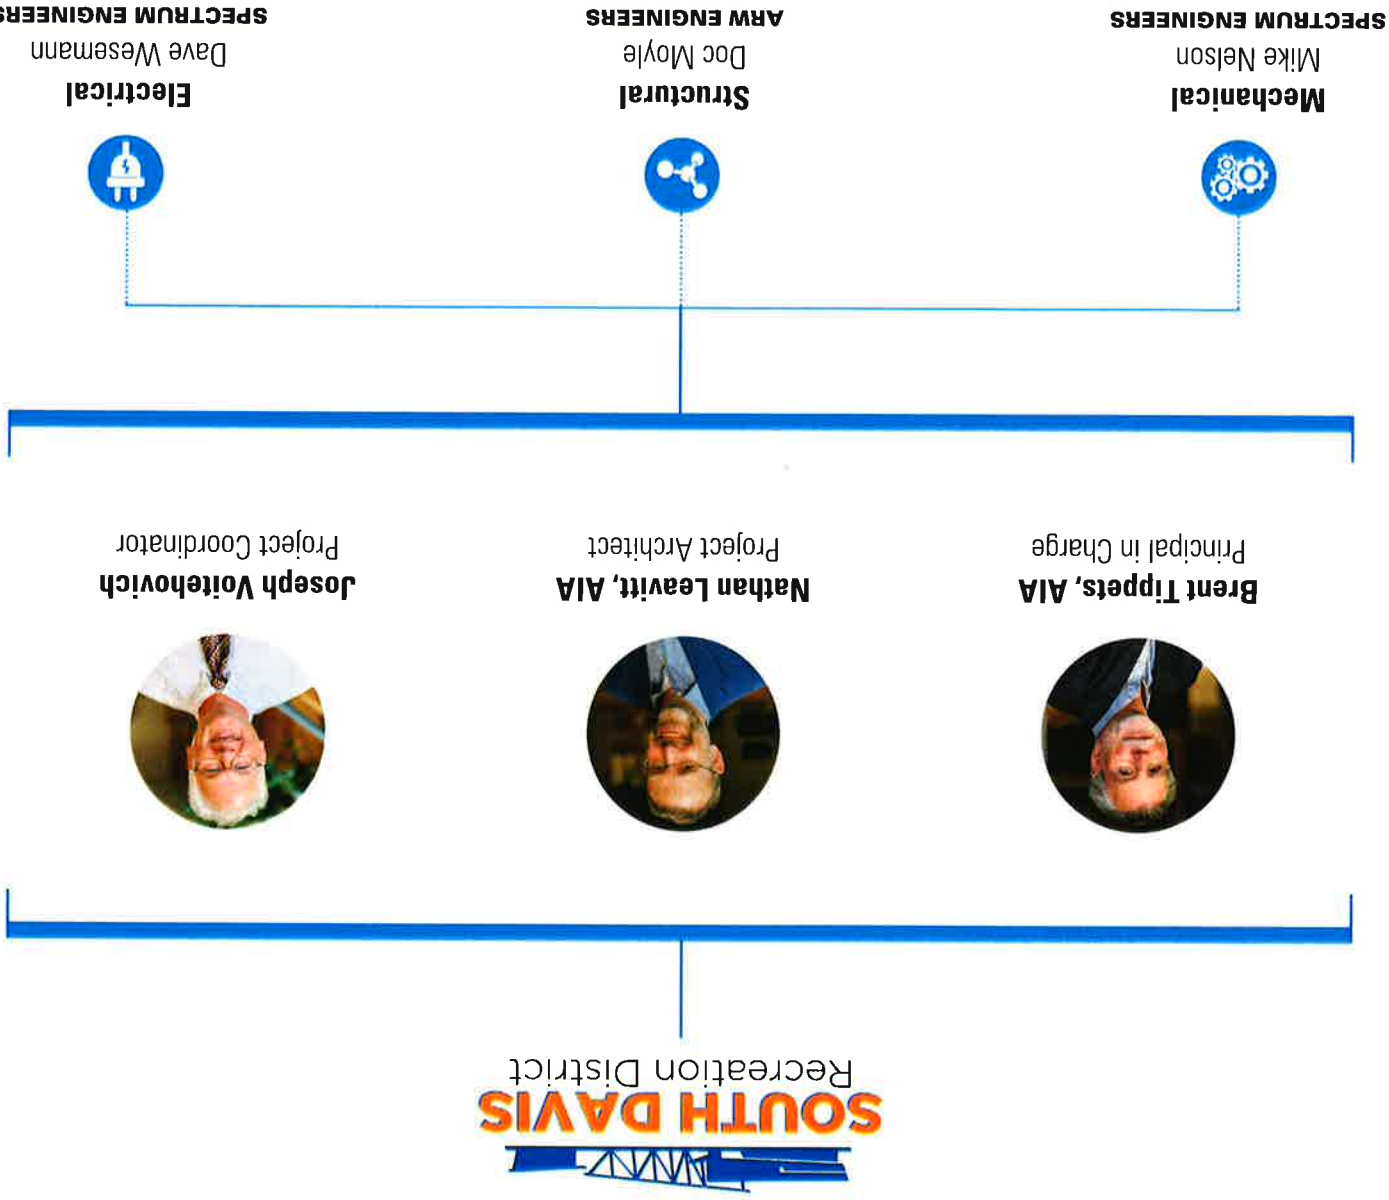 SOUTH DAVIS
Recreation District
Brent Tippets, AIA
Principal in Charge
Nathan Leavitt, AIA
Project Architect
Joseph Voitehovich
Project Coordinator
Mechanical
Mike Nelson
SPECTRUM ENGINEERS
Structural
Doc Moyle
ARW ENGINEERS
Electrical
Dave Wesemann
SPECTRUM ENGINEERS